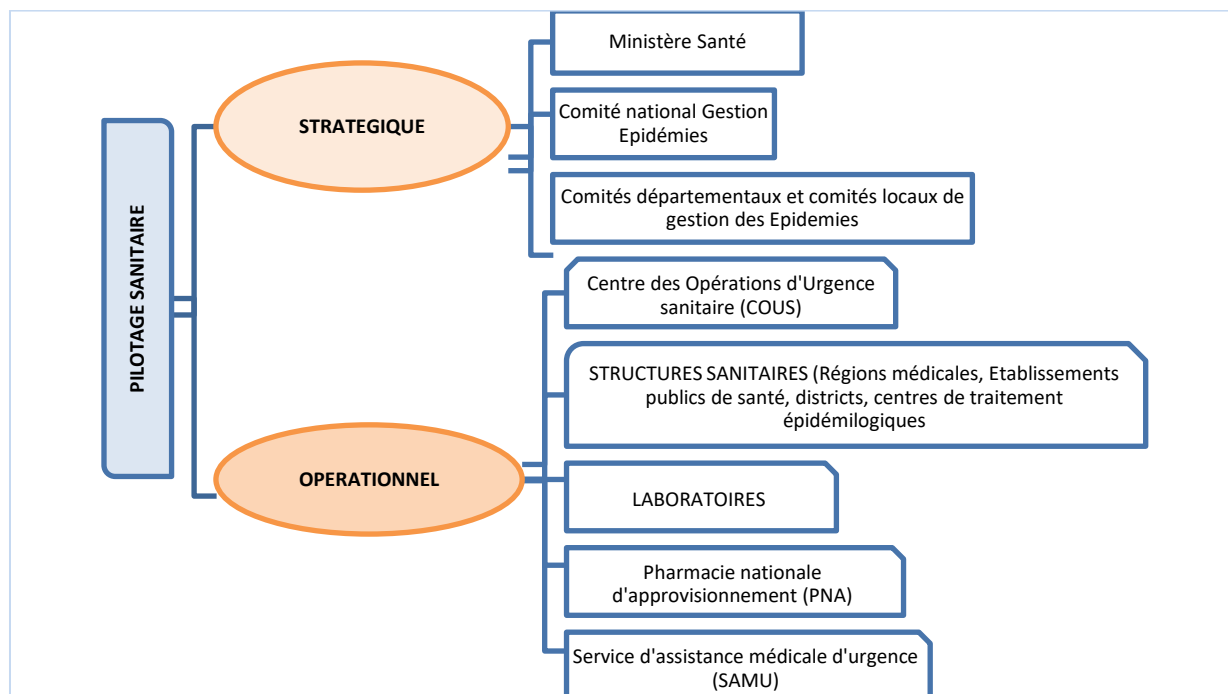 PILOTAGE SANITAIRE
STRATEGIQUE
Ministère Santé
Comité national Gestion
Epidémies
Comités départementaux et comités locaux de
gestion des Epidemies
OPERATIONNEL
Centre des Opérations d'Urgence
sanitaire (COUS)
STRUCTURES SANITAIRES (Régions médicales, Etablissements
publics de santé, districts, centres de traitement
épidémilogiques
LABORATOIRES
Pharmacie nationale
d'approvisionnement (PNA)
Service d'assistance médicale d'urgence
(SAMU)